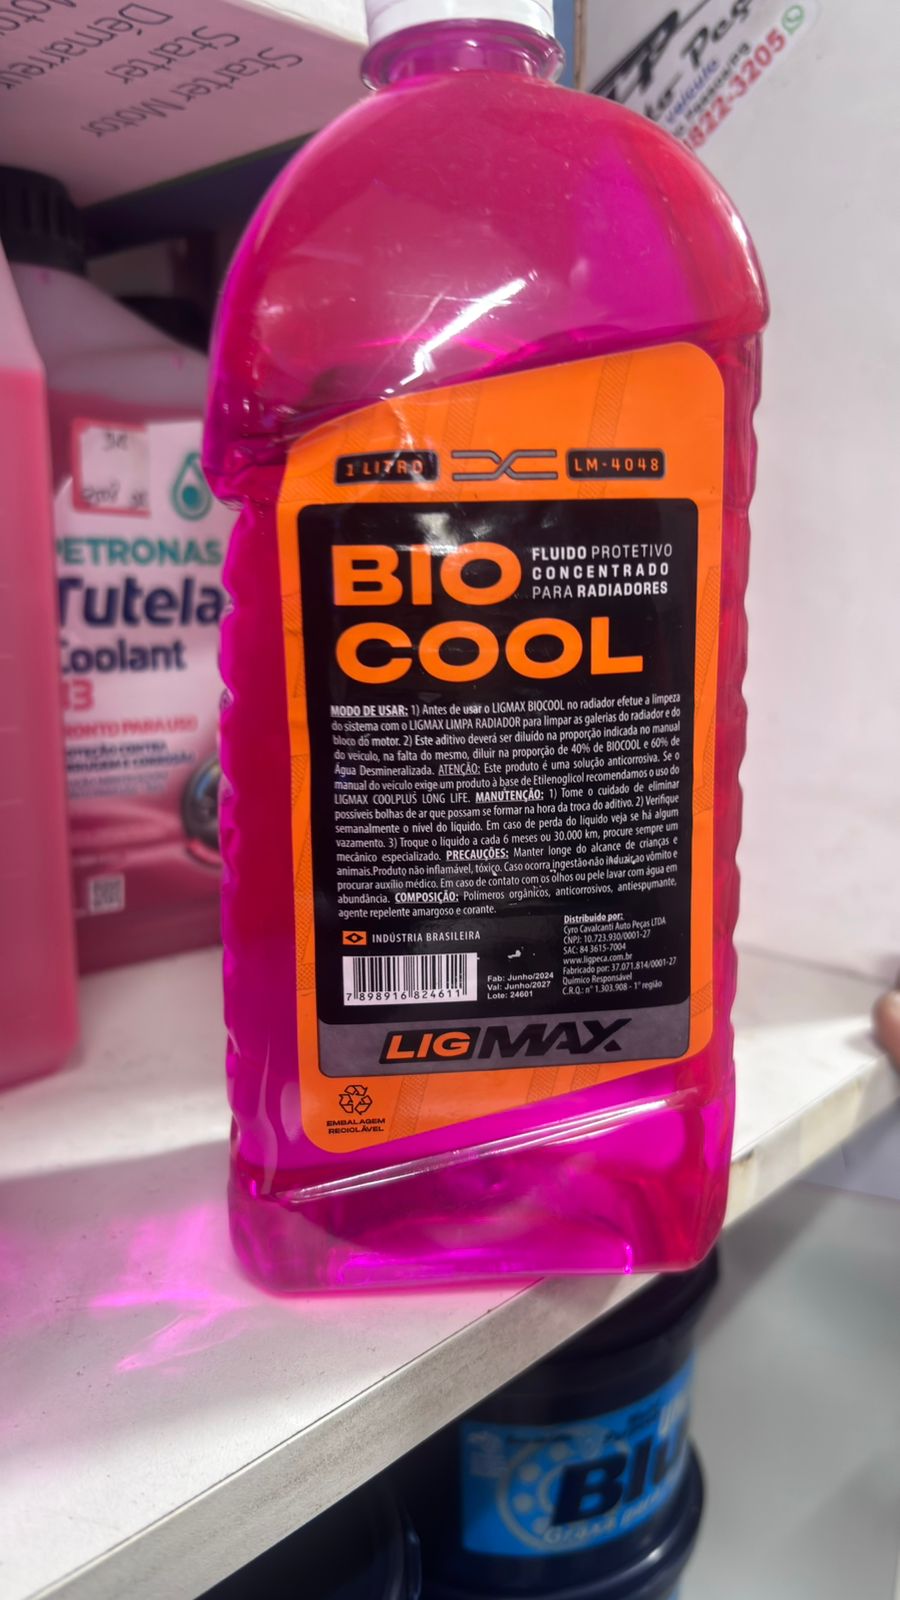 Démarreur
Starter
Starter Motor
822-3205
PETRONAS
Tutela
Coolant
PRONTO PARA USO
1 LITRO
LM-4048
BIO
COOL
FLUIDO PROTETIVO
CONCENTRADO
PARA RADIADORES
MODO DE USAR: 1) Antes de usar o LIGMAX BIOCOOL no radiador efetue a limpeza
do sistema com o LIGMAX LIMPA RADIADOR para limpar as galerias do radiador e do
bloco do motor. 2) Este aditivo deverá ser diluído na proporção indicada no manual
do veículo, na falta do mesmo, diluir na proporção de 40% de BIOCOOL e 60% de
Água Desmineralizada. ATENÇÃO: Este produto é uma solução anticorrosiva. Se o
manual do veículo exige um produto à base de Etilenoglicol recomendamos o uso do
LIGMAX COOLPLUS LONG LIFE. MANUTENÇÃO: 1) Tome o cuidado de eliminar
possíveis bolhas de ar que possam se formar na hora da troca do aditivo. 2) Verifique
semanalmente o nível do líquido. Em caso de perda do líquido veja se há algum
vazamento. 3) Troque o líquido a cada 6 meses ou 30.000 km, procure sempre um
mecânico especializado. PRECAUÇÕES: Manter longe do alcance de crianças e
animais.Produto não inflamável, tóxico. Caso ocorra ingestão não induzir ao vômito e
procurar auxílio médico. Em caso de contato com os olhos ou pele lavar com água em
abundância. COMPOSIÇÃO: Polímeros orgânicos, anticorrosivos, antiespumante,
agente repelente amargoso e corante.
INDÚSTRIA BRASILEIRA
7 898916 824611
Fab: Junho/2024
Val: Junho/2027
Lote: 24601
Distribuido por:
Cyro Cavalcanti Auto Peças LTDA
CNPJ: 10.723.930/0001-27
SAC: 84 3615-7004
www.ligpeca.com.br
Fabricado por: 37.071.814/0001-27
Químico Responsável
C.R.Q.: nº 1.303.908 - 1º região
LIGMAX
EMBALAGEM
RECICLÁVEL